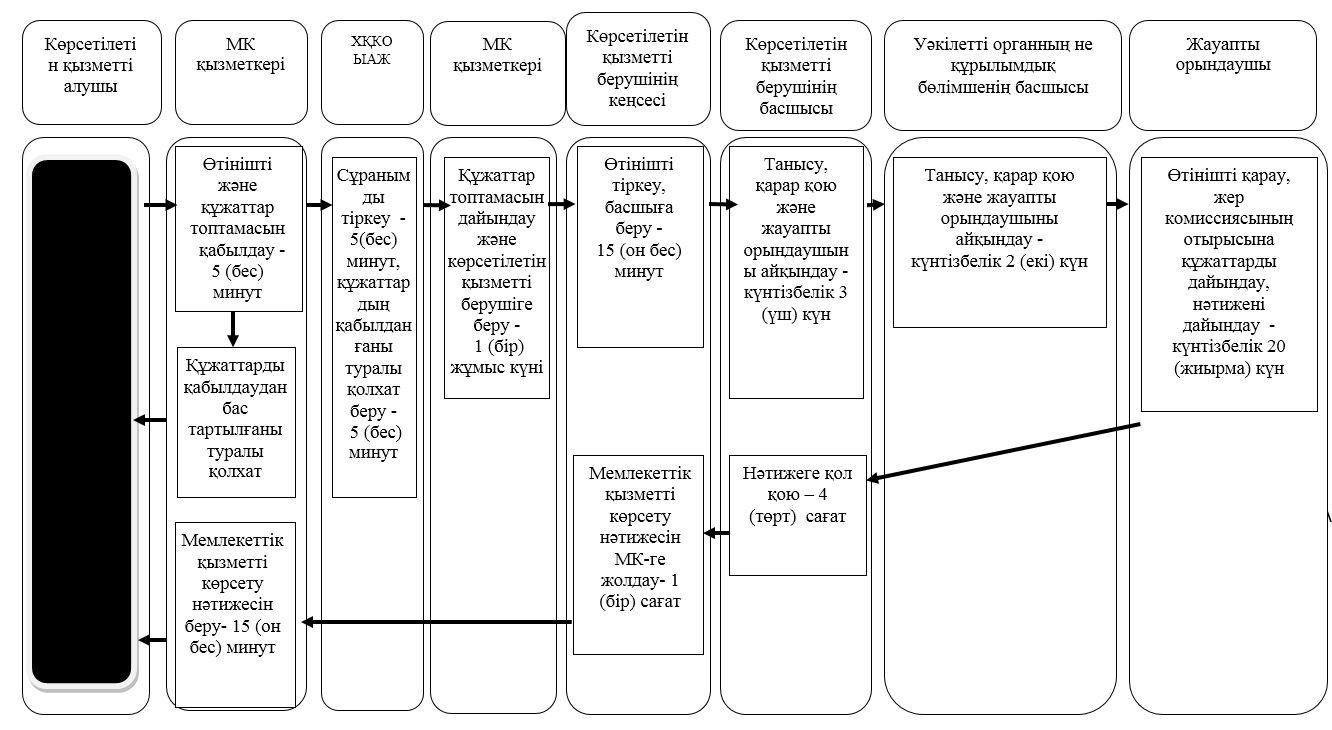 Көрсетілеті
н қызметті
алушы
МК
қызметкері
ХҚКО
ЫАЖ
МК
қызметкері
Көрсетілетін
қызметті
берушінің
кеңсесі
Көрсетілетін
қызметті
берушінің
басшысы
Уәкілетті органның не
құрылымдық
бөлімшенің басшысы
Жауапты
орындаушы
Өтінішті
және
құжаттар
топтамасын
қабылдау -
5 (бес)
минут
Құжаттарды
қабылдаудан
бас
тартылғаны
туралы
қолхат
Мемлекеттік
қызметті
көрсету
нәтижесін
беру- 15 (он
бес) минут
Сұраным
ды
тіркеу -
5(бес)
минут,
құжаттар
дың
қабылдан
ғаны
туралы
қолхат
беру -
5 (бес)
минут
Құжаттар
топтамасын
дайындау
және
көрсетілетін
қызметті
берушіге
беру -
1 (бір)
жұмыс күні
Өтінішті
тіркеу,
басшыға
беру -
15 (он бес)
минут
Мемлекеттік
қызметті
көрсету
нәтижесін
МК-ге
жолдау- 1
(бір) сағат
Танысу,
қарар қою
және
жауапты
орындаушын
ы айқындау -
күнтізбелік 3
(үш) күн
Нәтижеге қол
қою – 4
(төрт) сағат
Танысу, қарар қою
және жауапты
орындаушыны
айқындау -
күнтізбелік 2 (екі) күн
Өтінішті қарау,
жер
комиссиясының
отырысына
құжаттарды
дайындау,
нәтижені
дайындау -
күнтізбелік 20
(жиырма) күн